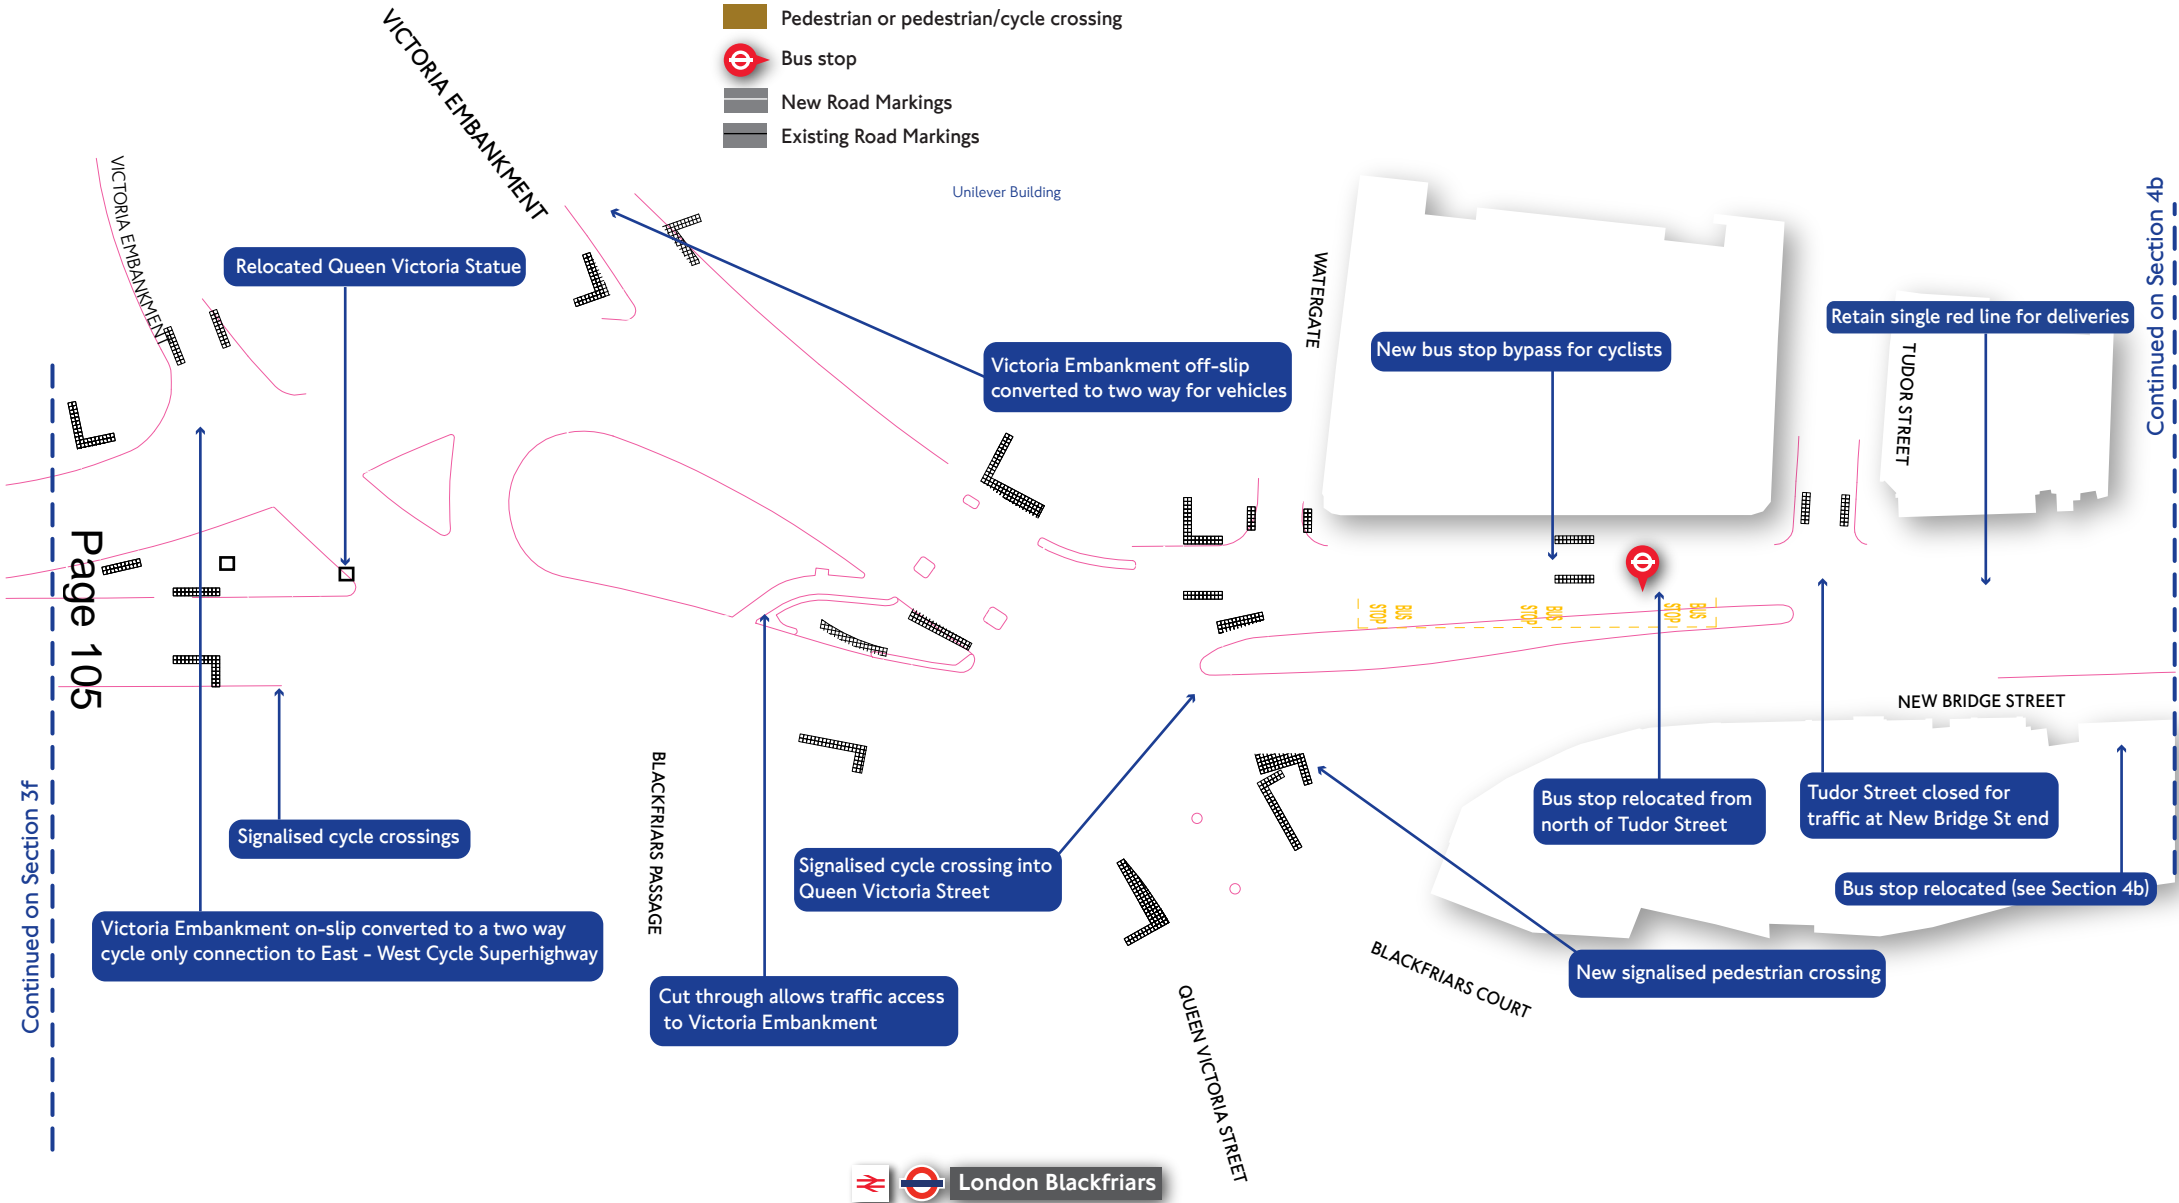 Pedestrian or pedestrian/cycle crossing
Bus stop
New Road Markings
Existing Road Markings
VICTORIA EMBANKMENT
VICTORIA EMBANKMENT
Unilever Building
Relocated Queen Victoria Statue
WATERGATE
Victoria Embankment off-slip
converted to two way for vehicles
New bus stop bypass for cyclists
Retain single red line for deliveries
TUDOR STREET
Continued on Section 4b
Page 105
BUS
STOP
BUS
STOP
BUS
STOP
NEW BRIDGE STREET
Continued on Section 3f
Signalised cycle crossings
BLACKFRIARS PASSAGE
Signalised cycle crossing into
Queen Victoria Street
Bus stop relocated from
north of Tudor Street
Tudor Street closed for
traffic at New Bridge St end
Bus stop relocated (see Section 4b)
Victoria Embankment on-slip converted to a two way
cycle only connection to East - West Cycle Superhighway
Cut through allows traffic access
to Victoria Embankment
New signalised pedestrian crossing
BLACKFRIARS COURT
QUEEN VICTORIA STREET
London Blackfriars